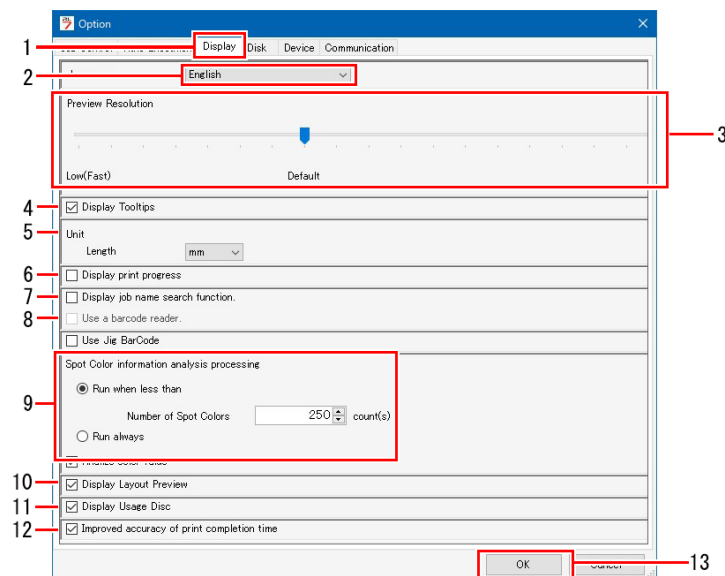 Option
1
Display Disk Device Communication
2
English
Preview Resolution
3
Low(Fast) Default
4
Display Tooltips
5
Unit
Length mm
6
Display print progress
7
Display job name search function.
8
Use a barcode reader.
Use Jig BarCode
Spot Color information analysis processing
Run when less than
9
Number of Spot Colors 250 count(s)
Run always
10
Display Layout Preview
11
Display Usage Disc
12
Improved accuracy of print completion time
OK
13